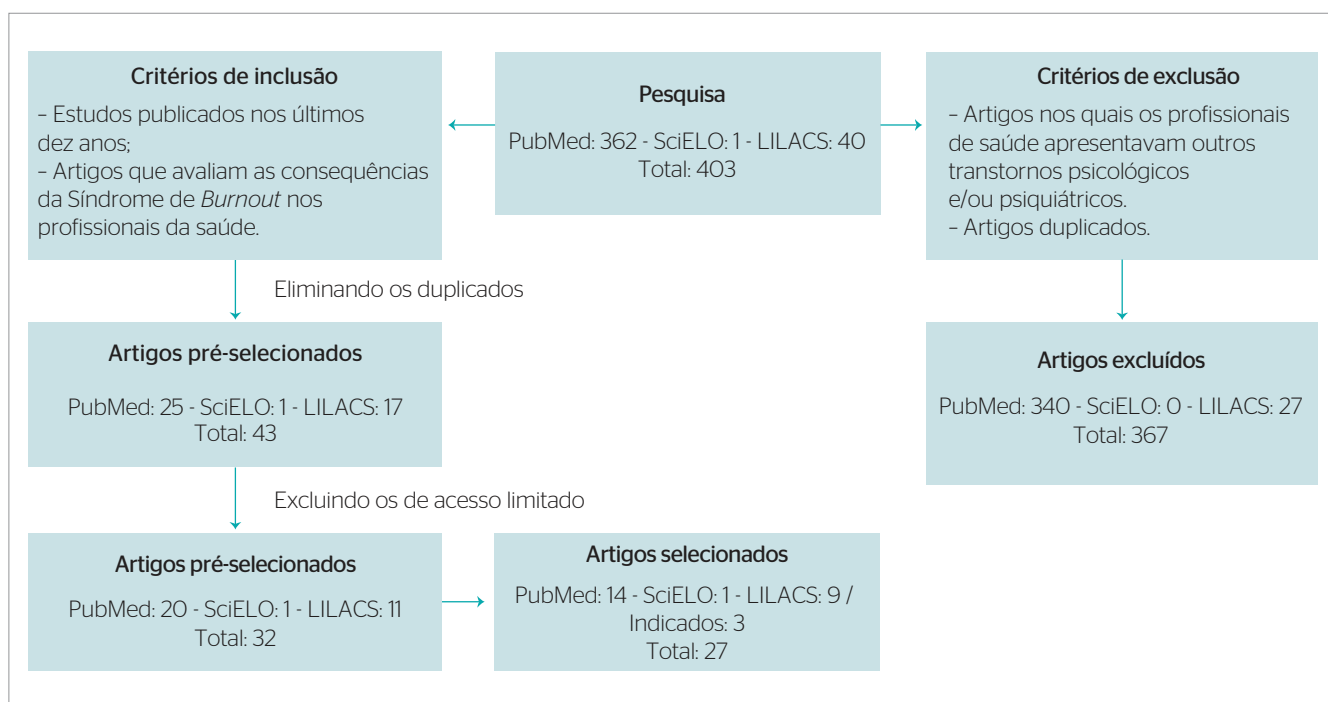 Critérios de inclusão
– Estudos publicados nos últimos
dez anos;
– Artigos que avaliam as consequências
da Síndrome de Burnout nos
profissionais da saúde.
Pesquisa
PubMed: 362 - SciELO: 1 - LILACS: 40
Total: 403
Critérios de exclusão
– Artigos nos quais os profissionais
de saúde apresentavam outros
transtornos psicológicos
e/ou psiquiátricos.
– Artigos duplicados.
Eliminando os duplicados
Artigos pré-selecionados
PubMed: 25 - SciELO: 1 - LILACS: 17
Total: 43
Artigos excluídos
PubMed: 340 - SciELO: 0 - LILACS: 27
Total: 367
Excluindo os de acesso limitado
Artigos pré-selecionados
PubMed: 20 - SciELO: 1 - LILACS: 11
Total: 32
Artigos selecionados
PubMed: 14 - SciELO: 1 - LILACS: 9 /
Indicados: 3
Total: 27